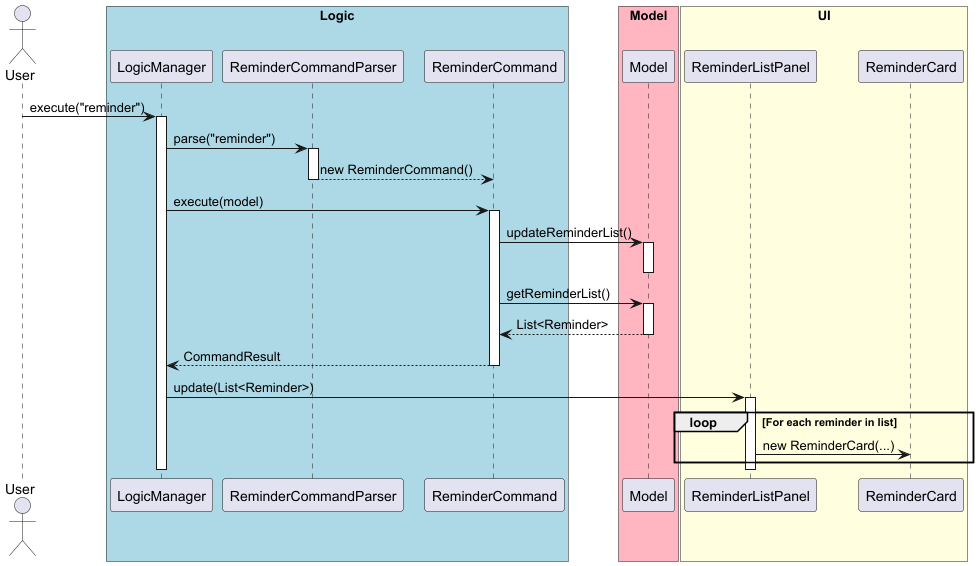 Logic
Model
UI
User
LogicManager
ReminderCommandParser
ReminderCommand
Model
ReminderListPanel
ReminderCard
execute("reminder")
parse("reminder")
new ReminderCommand()
execute(model)
updateReminderList()
getReminderList()
List<Reminder>
CommandResult
update(List<Reminder>)
loop
[For each reminder in list]
new ReminderCard(...)
User
LogicManager
ReminderCommandParser
ReminderCommand
Model
ReminderListPanel
ReminderCard